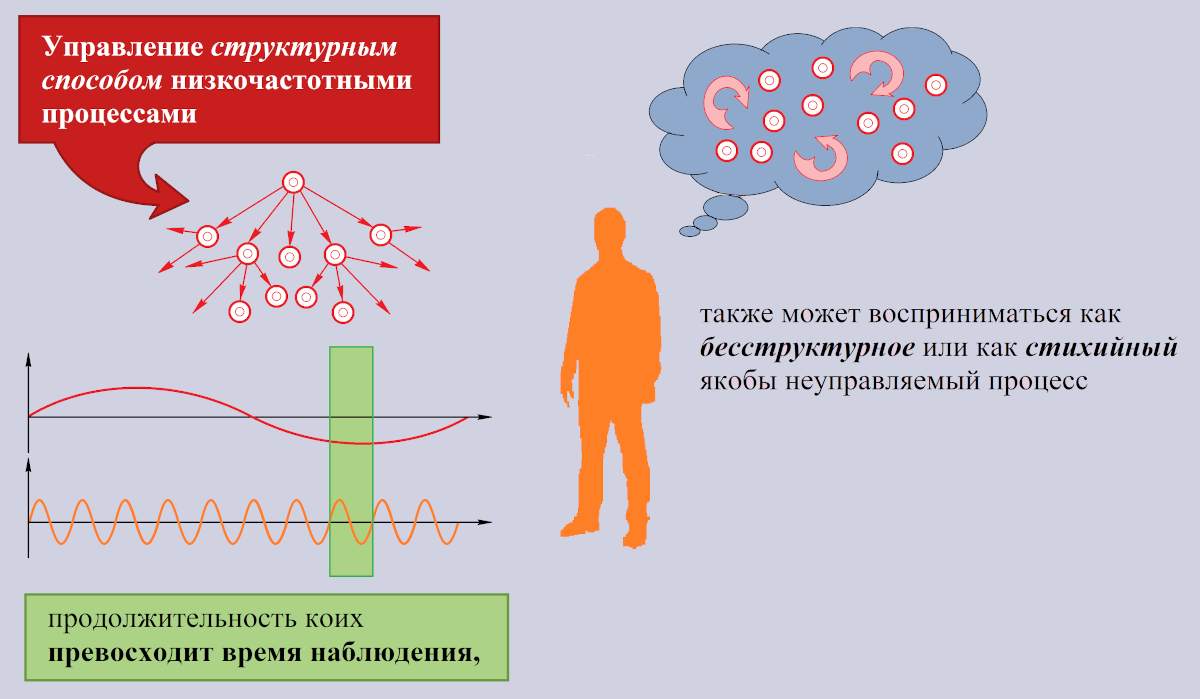 Управление структурным
способом низкочастотными
процессами
продолжительность коих
превосходит время наблюдения,
также может восприниматься как
бесструктурное или как стихийный
якобы неуправляемый процесс